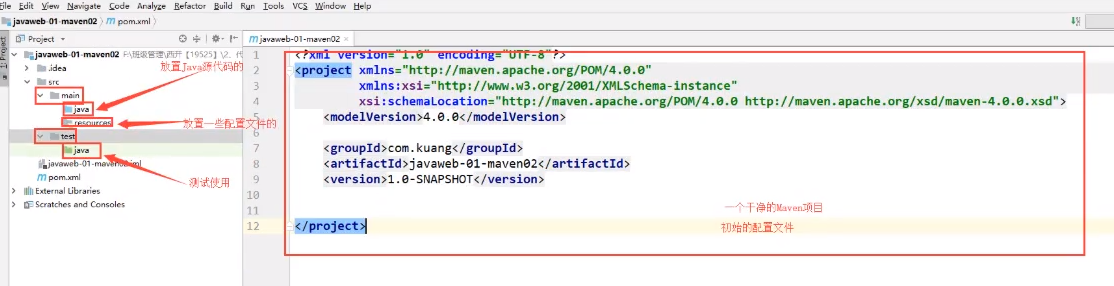 File Edit View Navigate Code Analyze Refactor Build Run Tools VCS Window Help
javaweb-01-maven02 pom.xml
Project
javaweb-01-maven02 F:\班级管理\西开【19525】\2、代
.idea
放置Java源代码的
src
main
java
resources
放置一些配置文件的
test
java
javaweb-01-maven02.iml
测试使用
pom.xml
External Libraries
Scratches and Consoles
1: Project
javaweb-01-maven02
1 <?xml version="1.0" encoding="UTF-8"?>
2 <project xmlns="http://maven.apache.org/POM/4.0.0"
3 xmlns:xsi="http://www.w3.org/2001/XMLSchema-instance"
4 xsi:schemaLocation="http://maven.apache.org/POM/4.0.0 http://maven.apache.org/xsd/maven-4.0.0.xsd">
5 <modelVersion>4.0.0</modelVersion>
6
7 <groupId>com.kuang</groupId>
8 <artifactId>javaweb-01-maven02</artifactId>
9 <version>1.0-SNAPSHOT</version>
10
11
一个干净的Maven项目
12 </project>
初始的配置文件